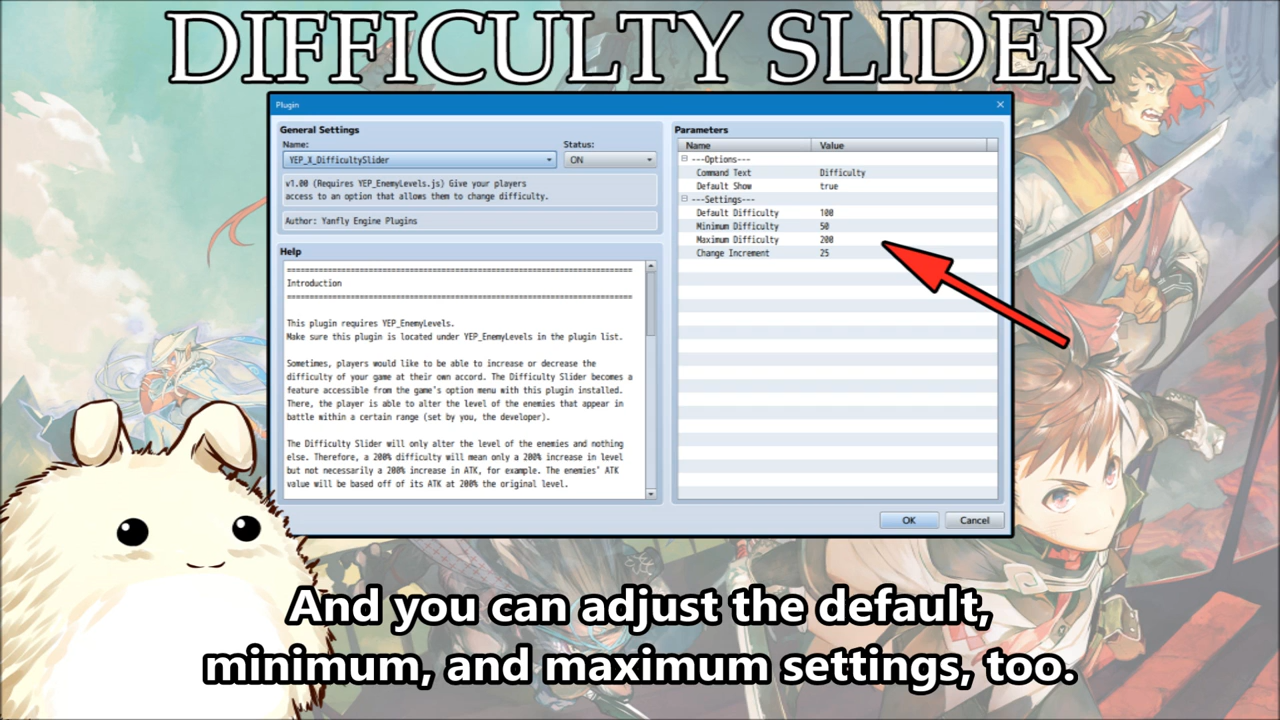 DIFFICULTY SLIDER
Plugin
General Settings
Name:
Status:
YEP_X_DifficultySlider
ON
v1.00 (Requires YEP_EnemyLevels.js) Give your players
access to an option that allows them to change difficulty.
Author: Yanfly Engine Plugins
Help
================================================================================
Introduction
================================================================================
This plugin requires YEP_EnemyLevels.
Make sure this plugin is located under YEP_EnemyLevels in the plugin list.
Sometimes, players would like to be able to increase or decrease the
difficulty of your game at their own accord. The Difficulty Slider becomes a
feature accessible from the game's option menu with this plugin installed.
There, the player is able to alter the level of the enemies that appear in
battle within a certain range (set by you, the developer).
The Difficulty Slider will only alter the level of the enemies and nothing
else. Therefore, a 200% difficulty will mean only a 200% increase in level
but not necessarily a 200% increase in ATK, for example. The enemies' ATK
value will be based off of its ATK at 200% the original level.
Parameters
Name Value
---Options---
Command Text Difficulty
Default Show true
---Settings---
Default Difficulty 100
Minimum Difficulty 50
Maximum Difficulty 200
Change Increment 25
OK Cancel
And you can adjust the default,
minimum, and maximum settings, too.